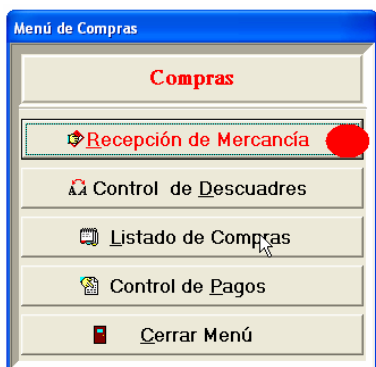 Menú de Compras
Compras
Recepción de Mercancía
Control de Descuadres
Listado de Compras
Control de Pagos
Cerrar Menú